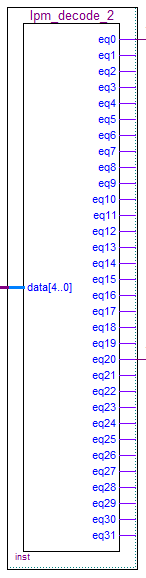 lpm_decode_2
eq0
eq1
eq2
eq3
eq4
eq5
eq6
eq7
eq8
eq9
eq10
eq11
eq12
eq13
eq14
eq15
data[4..0]
eq16
eq17
eq18
eq19
eq20
eq21
eq22
eq23
eq24
eq25
eq26
eq27
eq28
eq29
eq30
eq31
inst